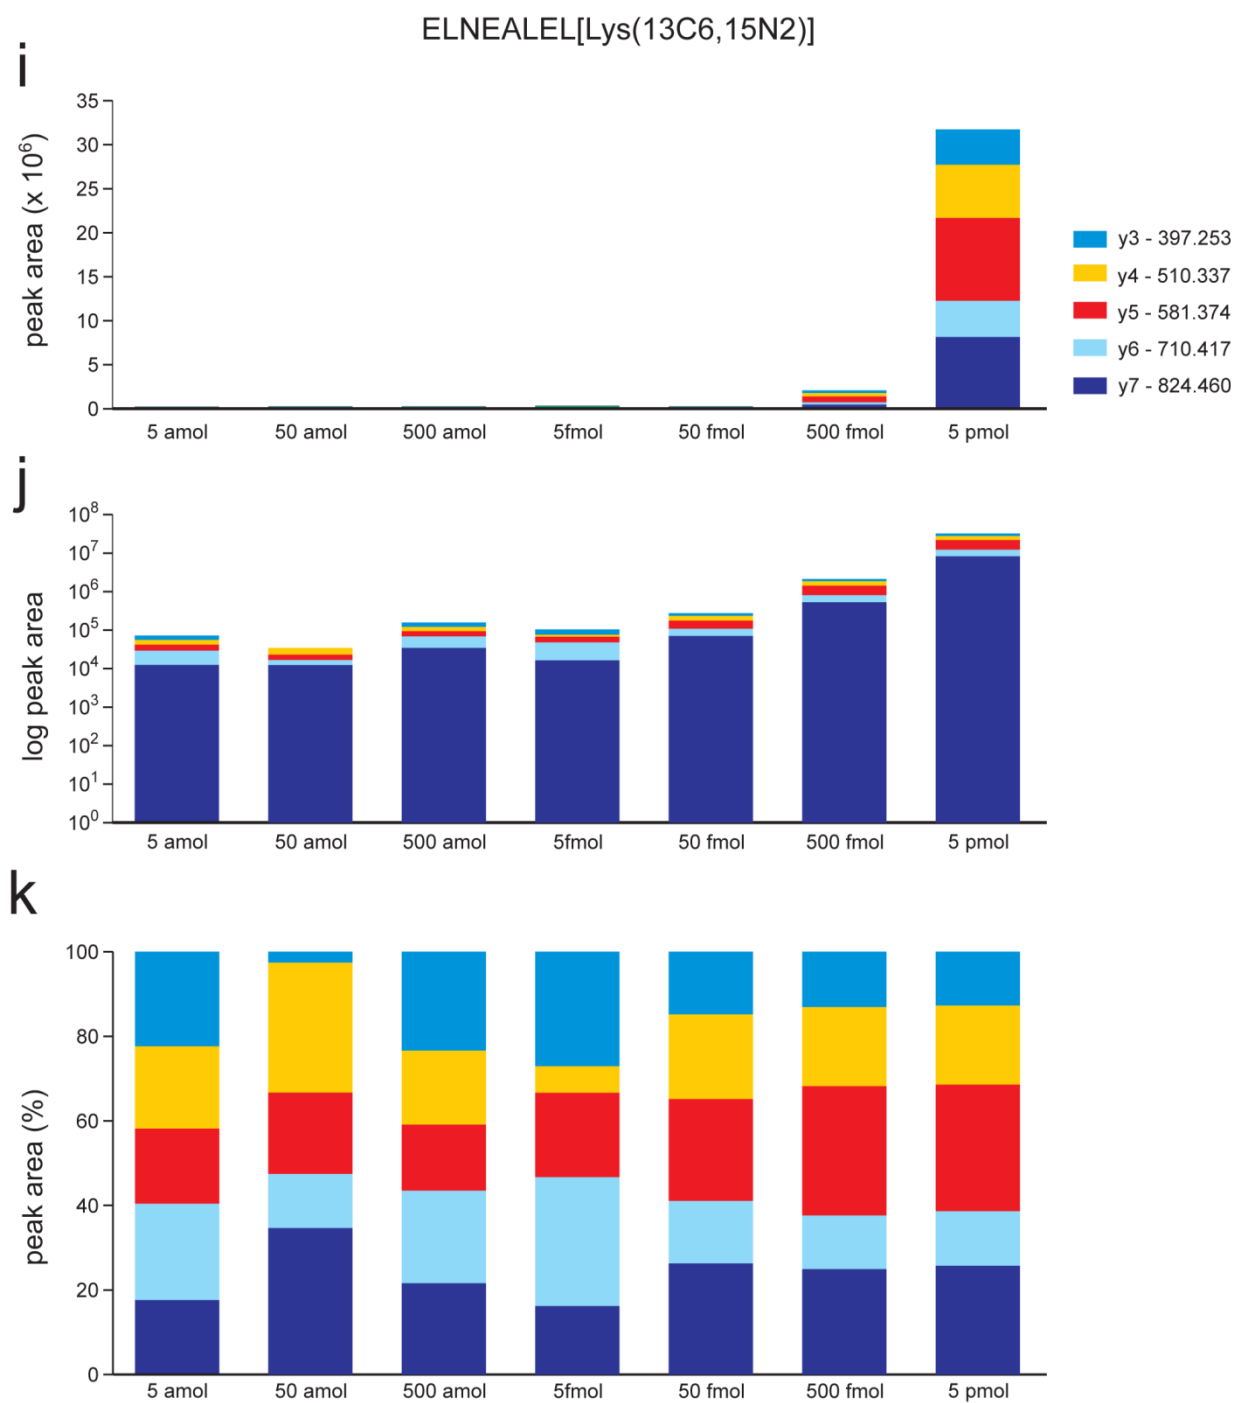 ELNEALEL[Lys(13C6,15N2)]
i
peak area (x 10⁶)
35
30
25
20
15
10
5
0
5 amol 50 amol 500 amol 5fmol 50 fmol 500 fmol 5 pmol
y3 - 397.253
y4 - 510.337
y5 - 581.374
y6 - 710.417
y7 - 824.460
j
log peak area
10⁸
10⁷
10⁶
10⁵
10⁴
10³
10²
10¹
10⁰
5 amol 50 amol 500 amol 5fmol 50 fmol 500 fmol 5 pmol
k
peak area (%)
100
80
60
40
20
0
5 amol 50 amol 500 amol 5fmol 50 fmol 500 fmol 5 pmol